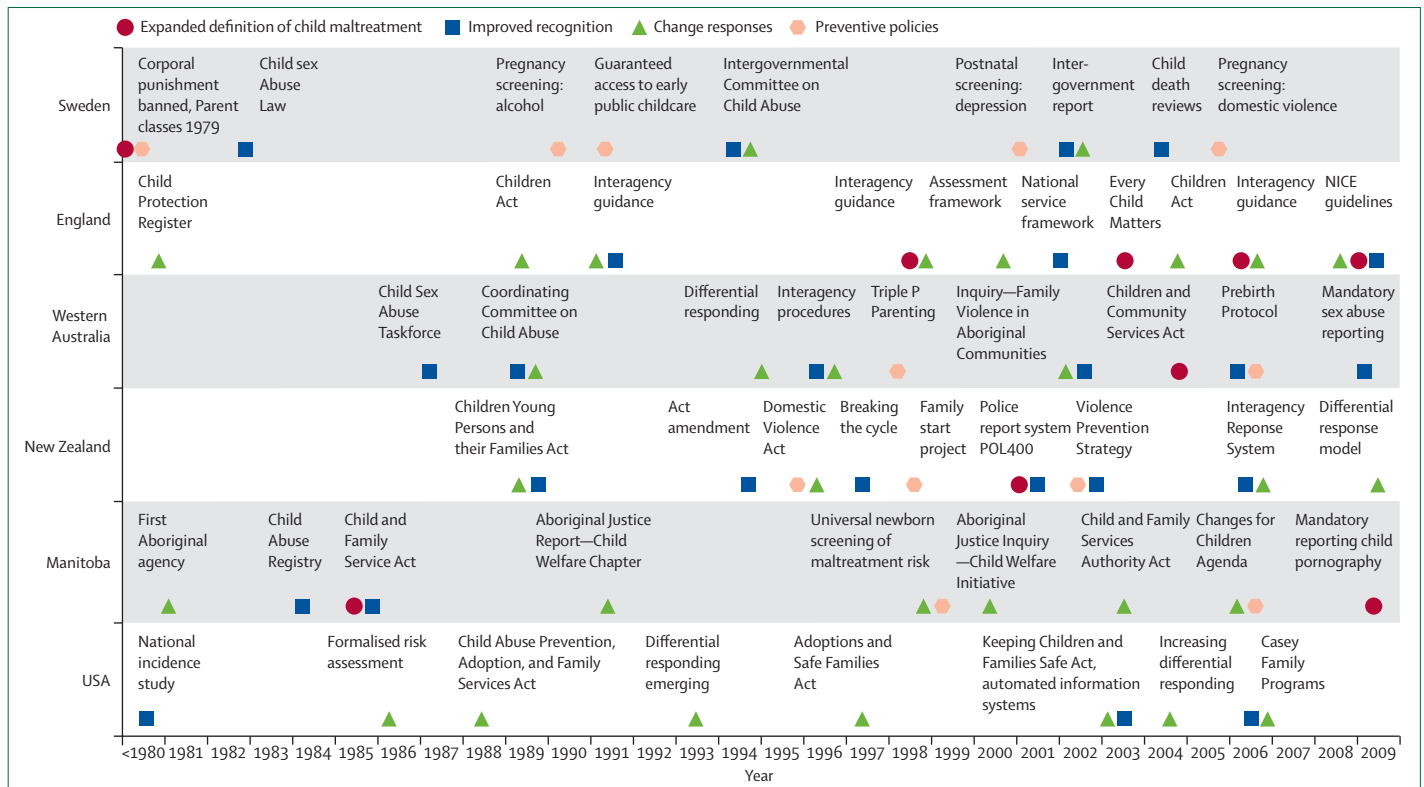 Expanded definition of child maltreatment
Improved recognition
Change responses
Preventive policies
Sweden
Corporal
punishment
banned, Parent
classes 1979
Child sex
Abuse
Law
Pregnancy
screening:
alcohol
Guaranteed
access to early
public childcare
Intergovernmental
Committee on
Child Abuse
Postnatal
screening:
depression
Inter-
government
report
Child
death
reviews
Pregnancy
screening:
domestic violence
England
Child
Protection
Register
Children
Act
Interagency
guidance
Interagency
guidance
Assessment
framework
National
service
framework
Every
Child
Matters
Children
Act
Interagency
guidance
NICE
guidelines
Western
Australia
Child Sex
Abuse
Taskforce
Coordinating
Committee on
Child Abuse
Differential
responding
Interagency
procedures
Triple P
Parenting
Inquiry—Family
Violence in
Aboriginal
Communities
Children and
Community
Services Act
Prebirth
Protocol
Mandatory
sex abuse
reporting
New Zealand
Children Young
Persons and
their Families Act
Act
amendment
Domestic
Violence
Act
Breaking
the cycle
Family
start
project
Police
report system
POL400
Violence
Prevention
Strategy
Interagency
Reponse
System
Differential
response
model
Manitoba
First
Aboriginal
agency
Child
Abuse
Registry
Child and
Family
Service Act
Aboriginal Justice
Report—Child
Welfare Chapter
Universal newborn
screening of
maltreatment risk
Aboriginal
Justice Inquiry
—Child Welfare
Initiative
Child and Family
Services
Authority Act
Changes for
Children
Agenda
Mandatory
reporting child
pornography
USA
National
incidence
study
Formalised risk
assessment
Child Abuse Prevention,
Adoption, and Family
Services Act
Differential
responding
emerging
Adoptions and
Safe Families
Act
Keeping Children and
Families Safe Act,
automated information
systems
Increasing
differential
responding
Casey
Family
Programs
<1980 1981 1982 1983 1984 1985 1986 1987 1988 1989 1990 1991 1992 1993 1994 1995 1996 1997 1998 1999 2000 2001 2002 2003 2004 2005 2006 2007 2008 2009
Year